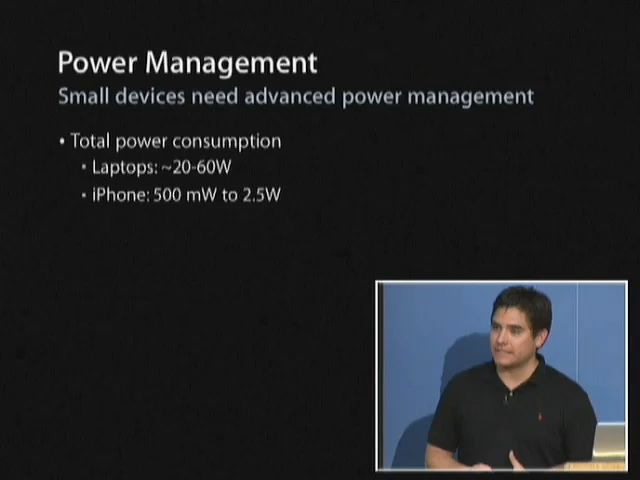 Power Management
Small devices need advanced power management
• Total power consumption
▪ Laptops: ~20-60W
▪ iPhone: 500 mW to 2.5W